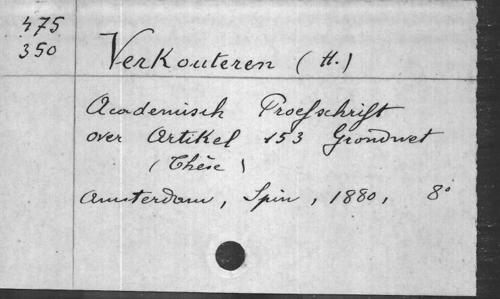 475
350
Verkouteren (H.)
Academisch Proefschrift
over Artikel 153 Grondwet
(Thèse)
Amsterdam, Spin, 1880, 8°